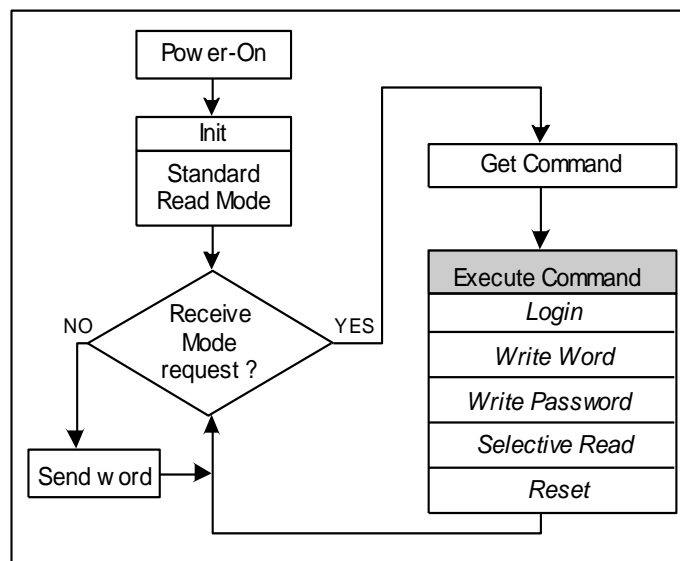 Power-On
Init
Standard
Read Mode
Receive
Mode
request ?
NO
YES
Send word
Get Command
Execute Command
Login
Write Word
Write Password
Selective Read
Reset